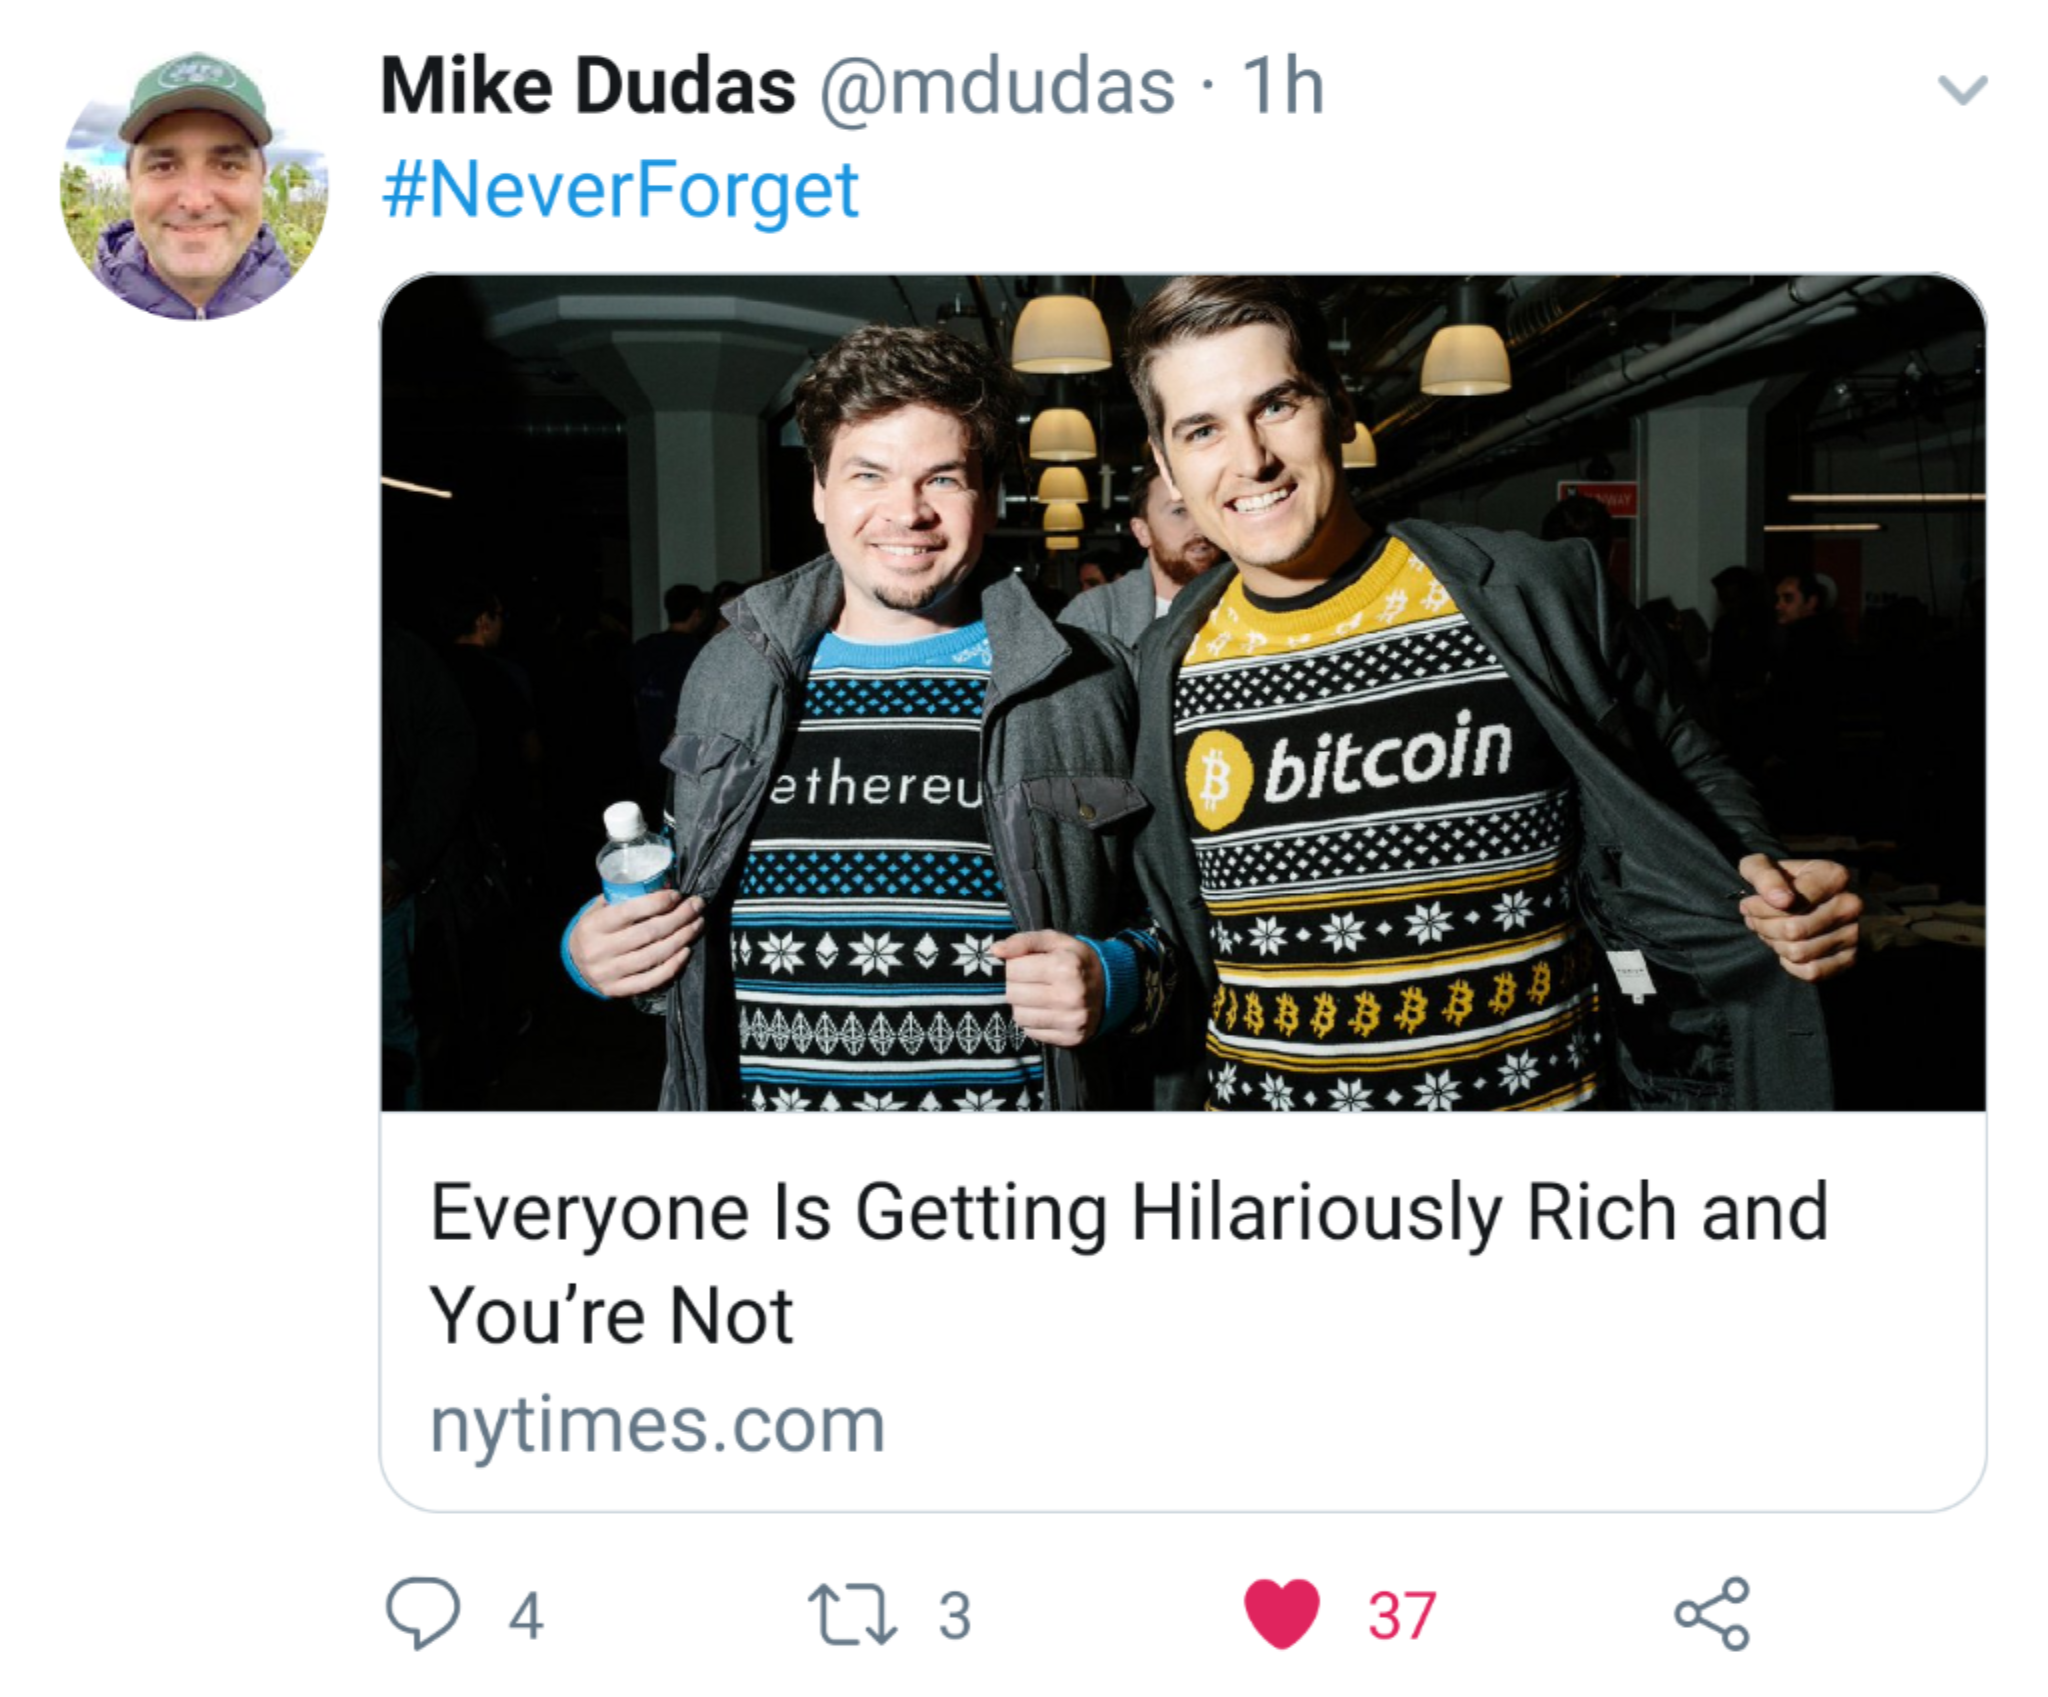 Mike Dudas @mdudas · 1h
#NeverForget
ethereu
bitcoin
Everyone Is Getting Hilariously Rich and
You’re Not
nytimes.com
4 3 37